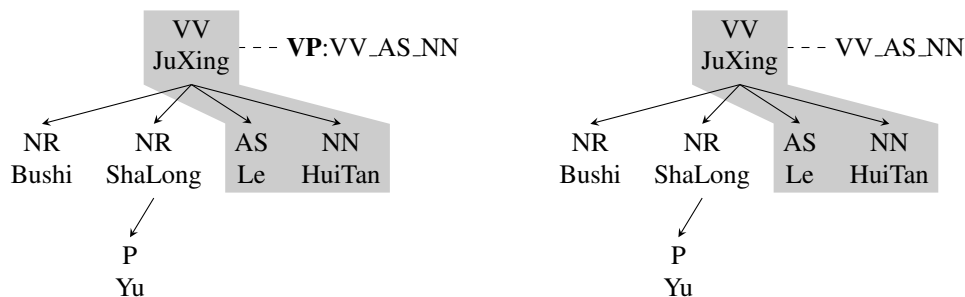 VV
JuXing
VP:VV_AS_NN
NR
Bushi
NR
ShaLong
AS
Le
NN
HuiTan
P
Yu
VV
JuXing
VV_AS_NN
NR
Bushi
NR
ShaLong
AS
Le
NN
HuiTan
P
Yu